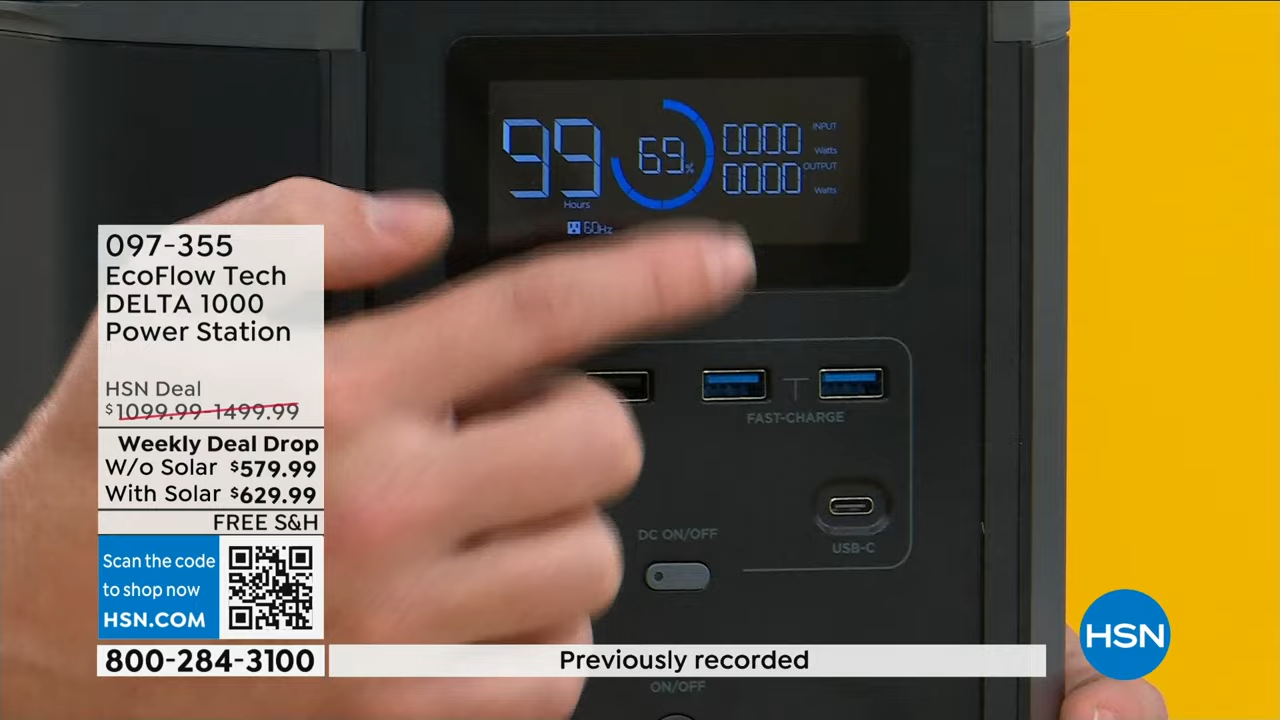 99
Hours
69%
0000
INPUT
Watts
0000
OUTPUT
Watts
60Hz
097-355
EcoFlow Tech
DELTA 1000
Power Station
HSN Deal
$1099.99-1499.99
Weekly Deal Drop
W/o Solar $579.99
With Solar $629.99
FREE S&H
Scan the code
to shop now
HSN.COM
800-284-3100
Previously recorded
FAST-CHARGE
DC ON/OFF
USB-C
ON/OFF
HSN